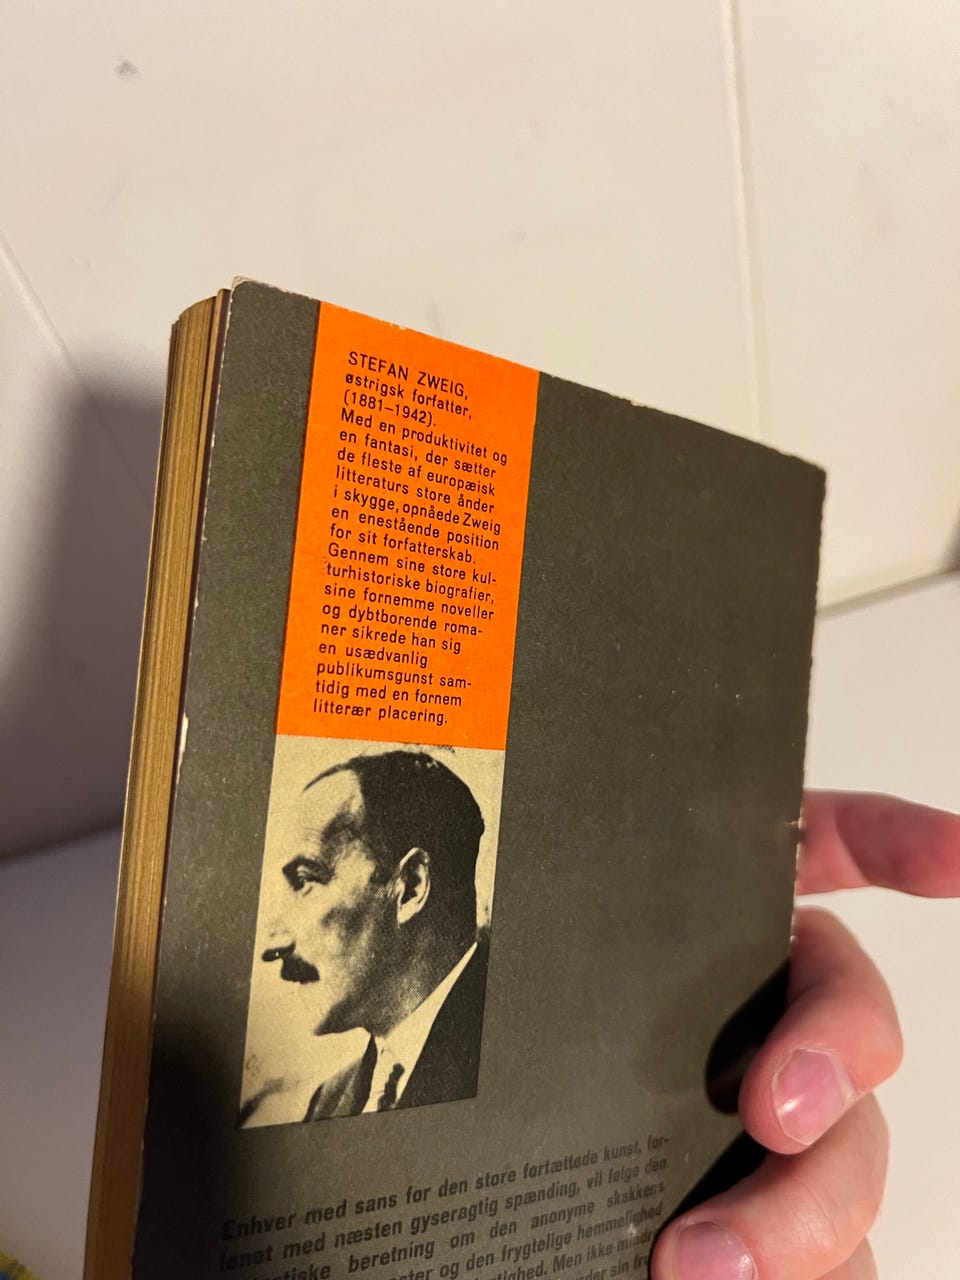 STEFAN ZWEIG,
østrigsk forfatter,
(1881–1942).
Med en produktivitet og
en fantasi, der sætter
de fleste af europæisk
litteraturs store ånder
i skygge, opnåede Zweig
en enestående position
for sit forfatterskab.
Gennem sine store kul-
turhistoriske biografier,
sine fornemme noveller
og dybtborende roma-
ner sikrede han sig
en usædvanlig
publikumsgunst sam-
tidig med en fornem
litterær placering.
Enhver med sans for den store fortættede kunst, for-
tenet med næsten gyseragtig spænding, vil følge den
beretning om den anonyme skakkens
og den frygtelige hemmelighed
Men ikke mindre
sin